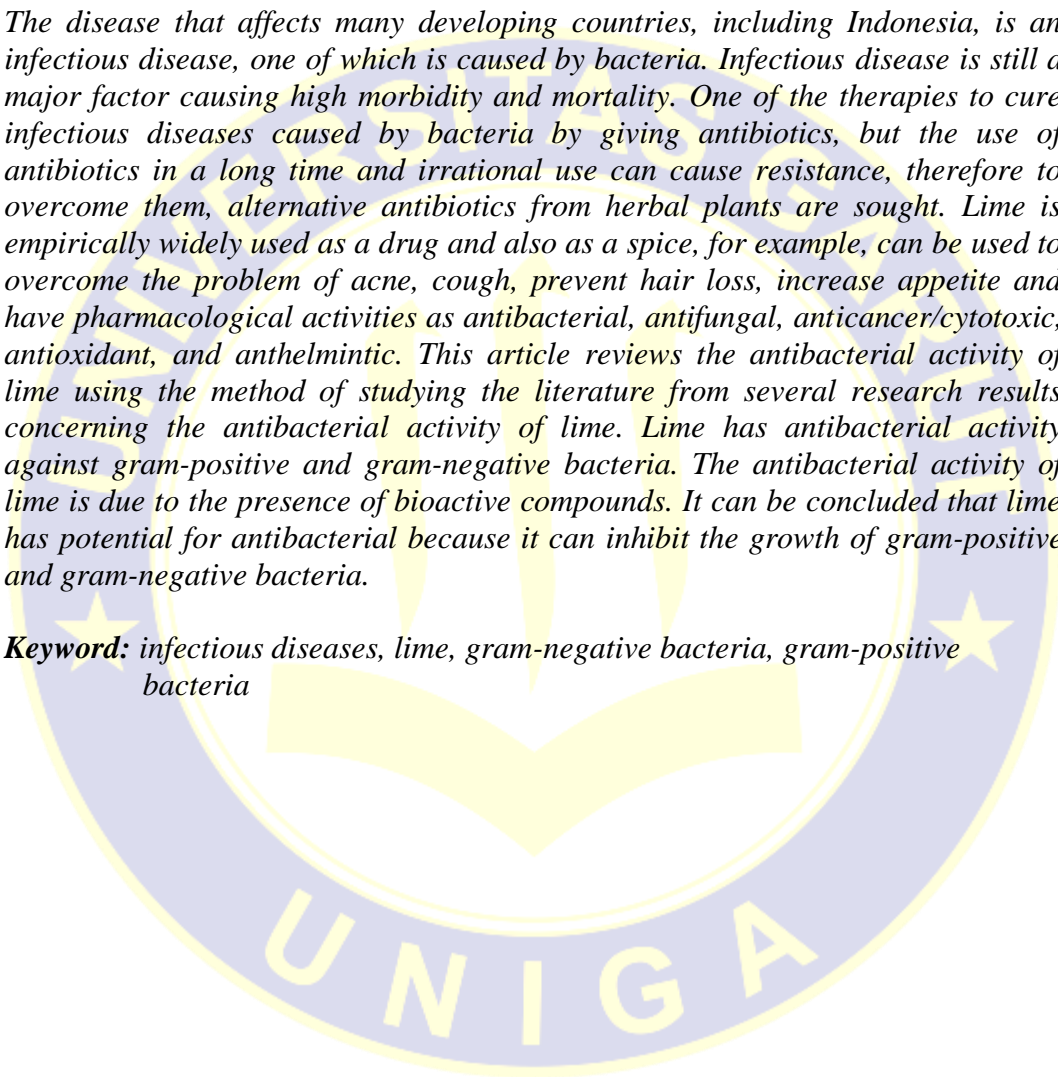 The disease that affects many developing countries, including Indonesia, is an
infectious disease, one of which is caused by bacteria. Infectious disease is still a
major factor causing high morbidity and mortality. One of the therapies to cure
infectious diseases caused by bacteria by giving antibiotics, but the use of
antibiotics in a long time and irrational use can cause resistance, therefore to
overcome them, alternative antibiotics from herbal plants are sought. Lime is
empirically widely used as a drug and also as a spice, for example, can be used to
overcome the problem of acne, cough, prevent hair loss, increase appetite and
have pharmacological activities as antibacterial, antifungal, anticancer/cytotoxic,
antioxidant, and anthelmintic. This article reviews the antibacterial activity of
lime using the method of studying the literature from several research results
concerning the antibacterial activity of lime. Lime has antibacterial activity
against gram-positive and gram-negative bacteria. The antibacterial activity of
lime is due to the presence of bioactive compounds. It can be concluded that lime
has potential for antibacterial because it can inhibit the growth of gram-positive
and gram-negative bacteria.
Keyword: infectious diseases, lime, gram-negative bacteria, gram-positive
bacteria
UNIVERSITAS GARUT
UNIGA